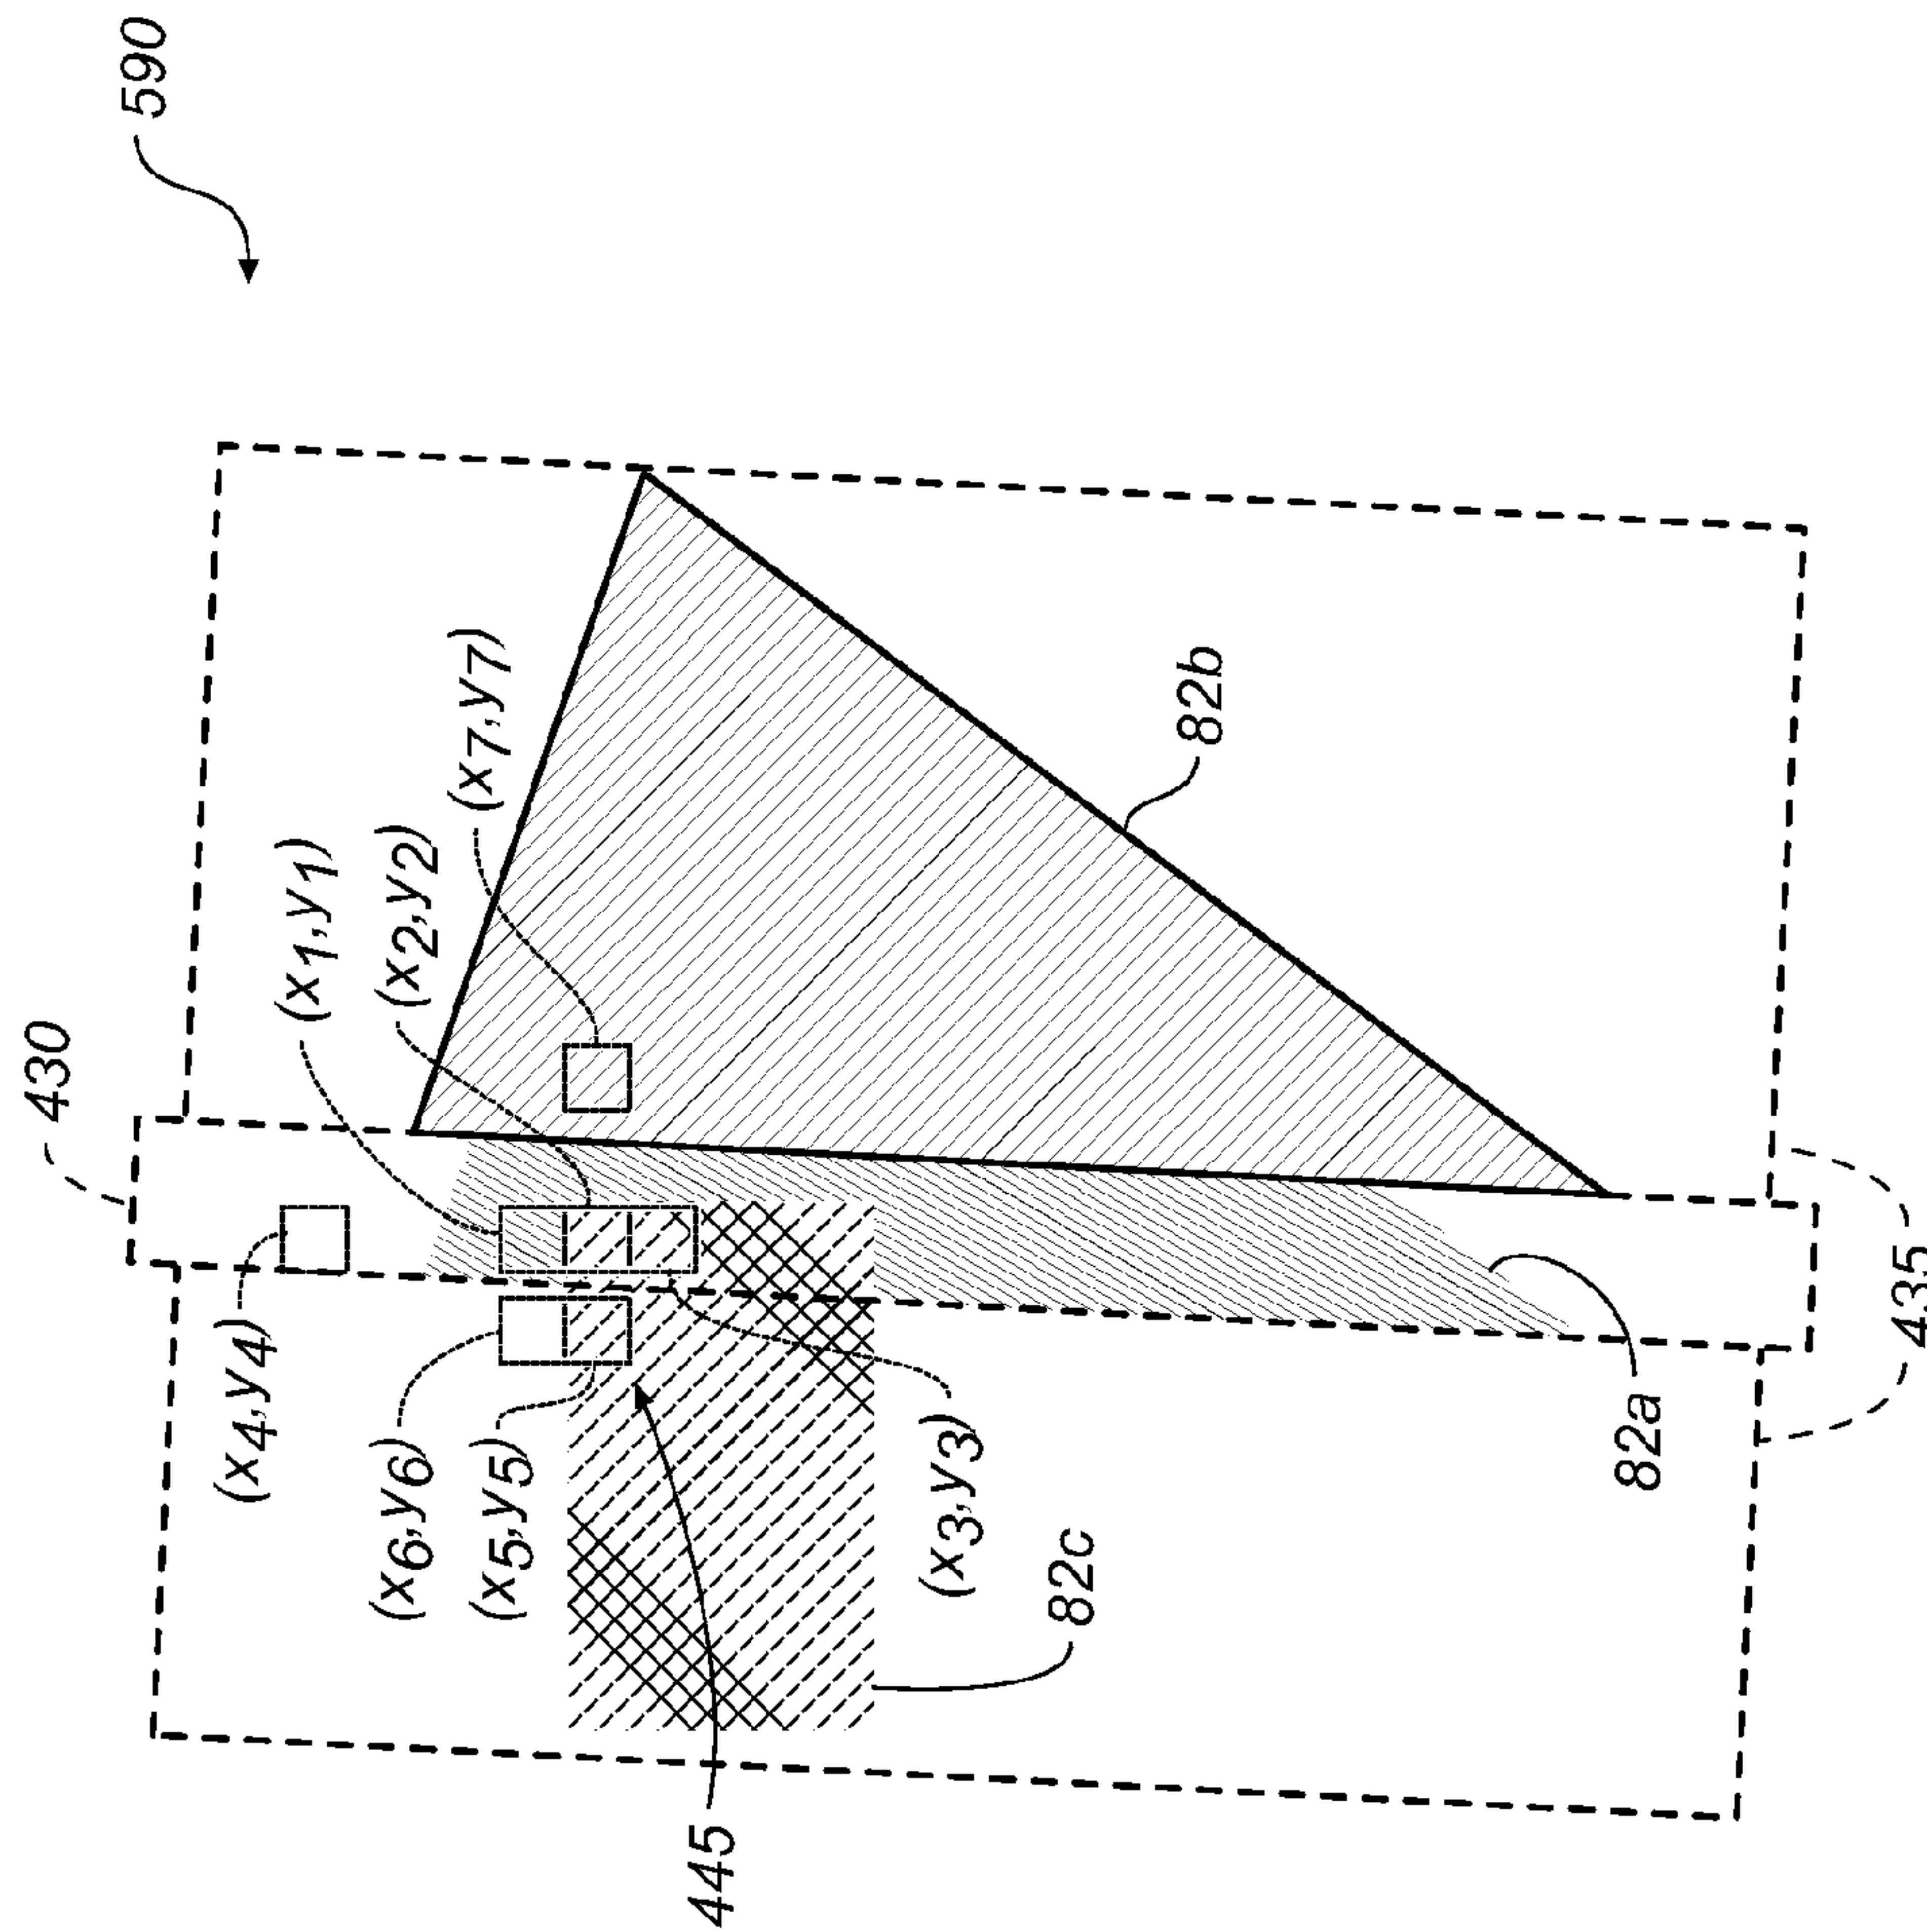 590
430
(x1,y1)
(x2,y2)
(x7,y7)
82b
(x4,y4)
(x6,y6)
(x5,y5)
(x3,y3)
82c
82a
435
445